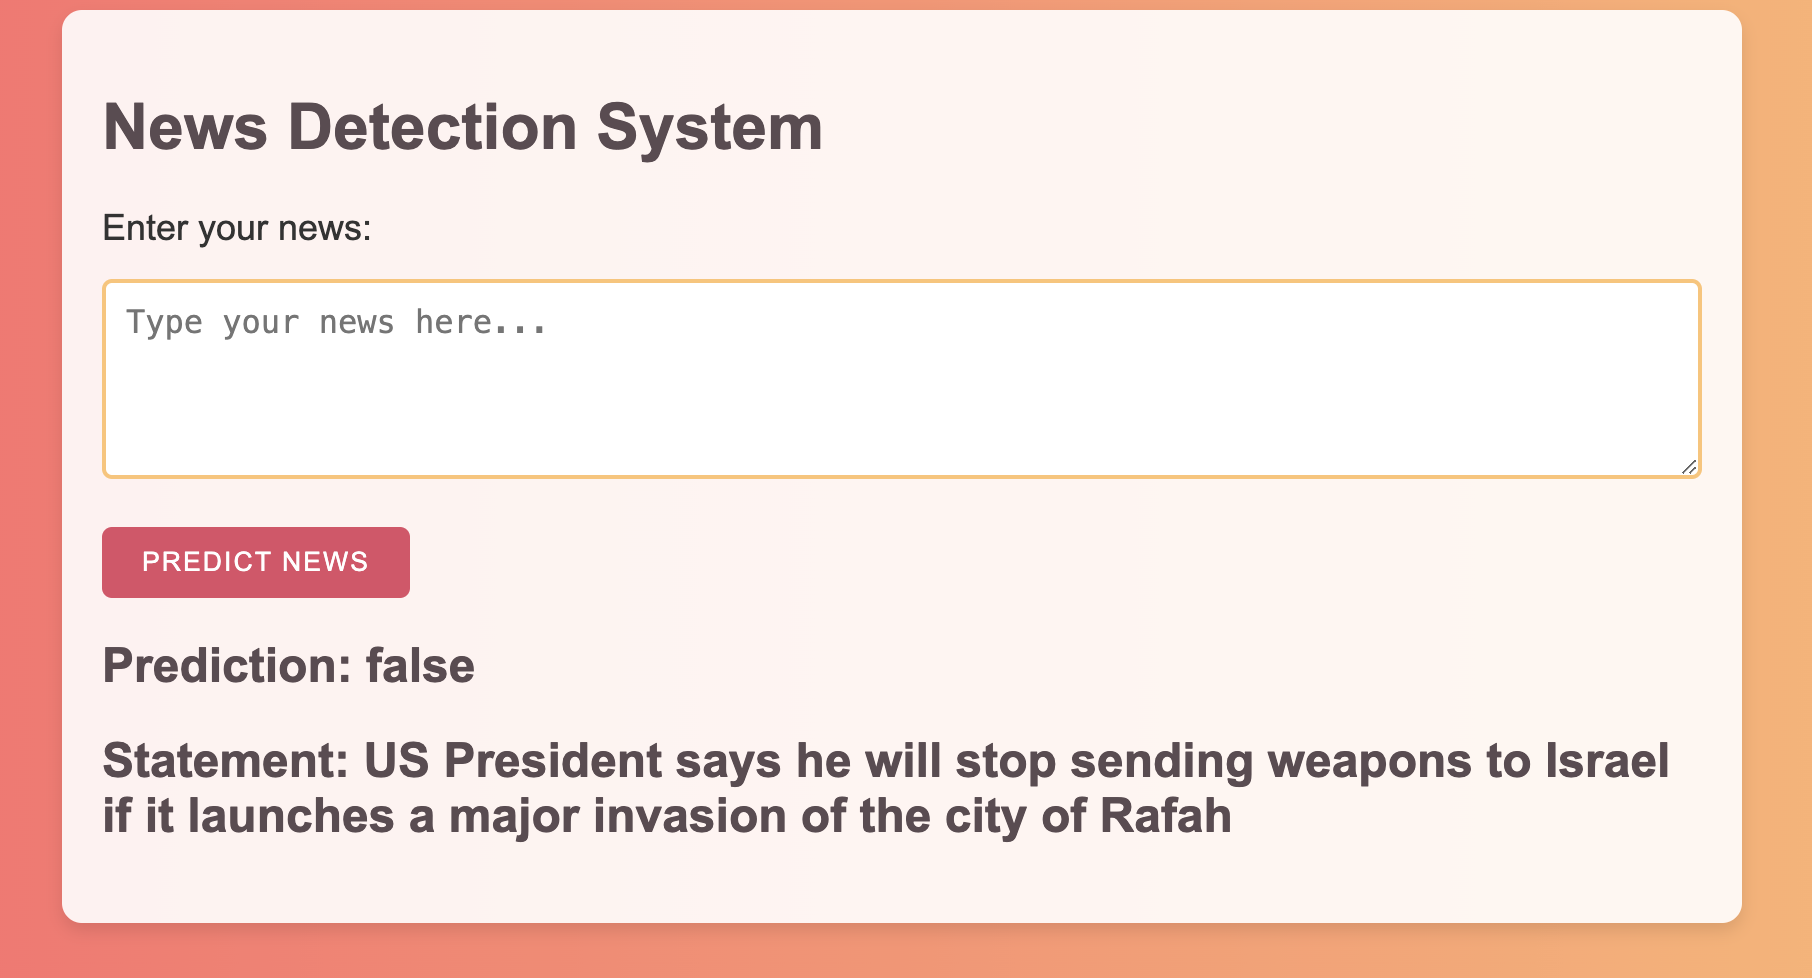 News Detection System
Enter your news:
Type your news here...
PREDICT NEWS
Prediction: false
Statement: US President says he will stop sending weapons to Israel
if it launches a major invasion of the city of Rafah